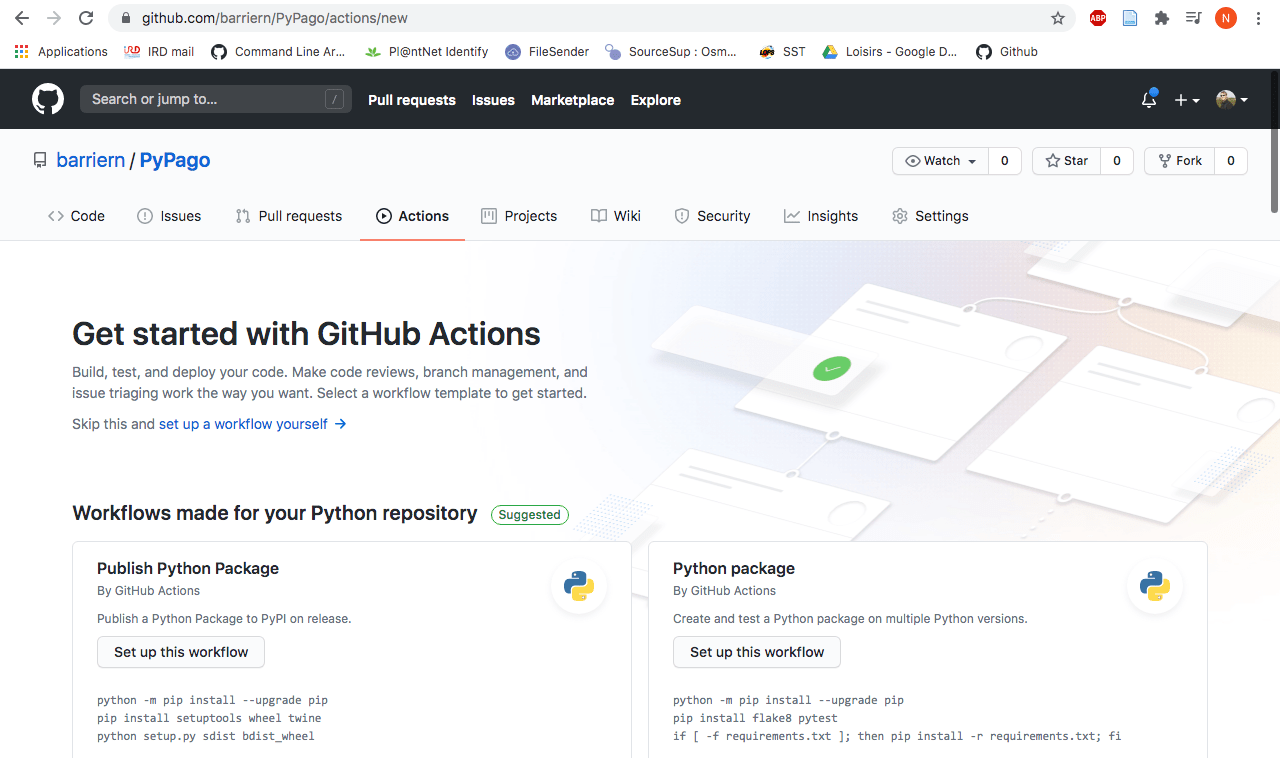 github.com/barriern/PyPago/actions/new
ABP
N
Applications IRD mail Command Line Ar... Pl@ntNet Identify FileSender SourceSup : Osm... SST Loisirs - Google D... Github
Search or jump to... / Pull requests Issues Marketplace Explore
barriern / PyPago
Watch 0 Star 0 Fork 0
Code Issues Pull requests Actions Projects Wiki Security Insights Settings
Get started with GitHub Actions
Build, test, and deploy your code. Make code reviews, branch management, and
issue triaging work the way you want. Select a workflow template to get started.
Skip this and set up a workflow yourself →
Workflows made for your Python repository Suggested
Publish Python Package
By GitHub Actions
Publish a Python Package to PyPI on release.
Set up this workflow
python -m pip install --upgrade pip
pip install setuptools wheel twine
python setup.py sdist bdist_wheel
Python package
By GitHub Actions
Create and test a Python package on multiple Python versions.
Set up this workflow
python -m pip install --upgrade pip
pip install flake8 pytest
if [ -f requirements.txt ]; then pip install -r requirements.txt; fi